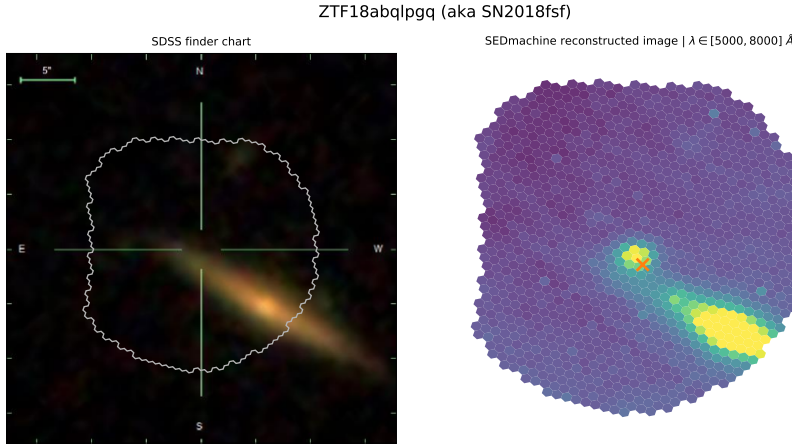 ZTF18abqlpgq (aka SN2018fsf)
SDSS finder chart
SEDmachine reconstructed image | λ ∈ [5000, 8000] Å
5"
N
E
W
S